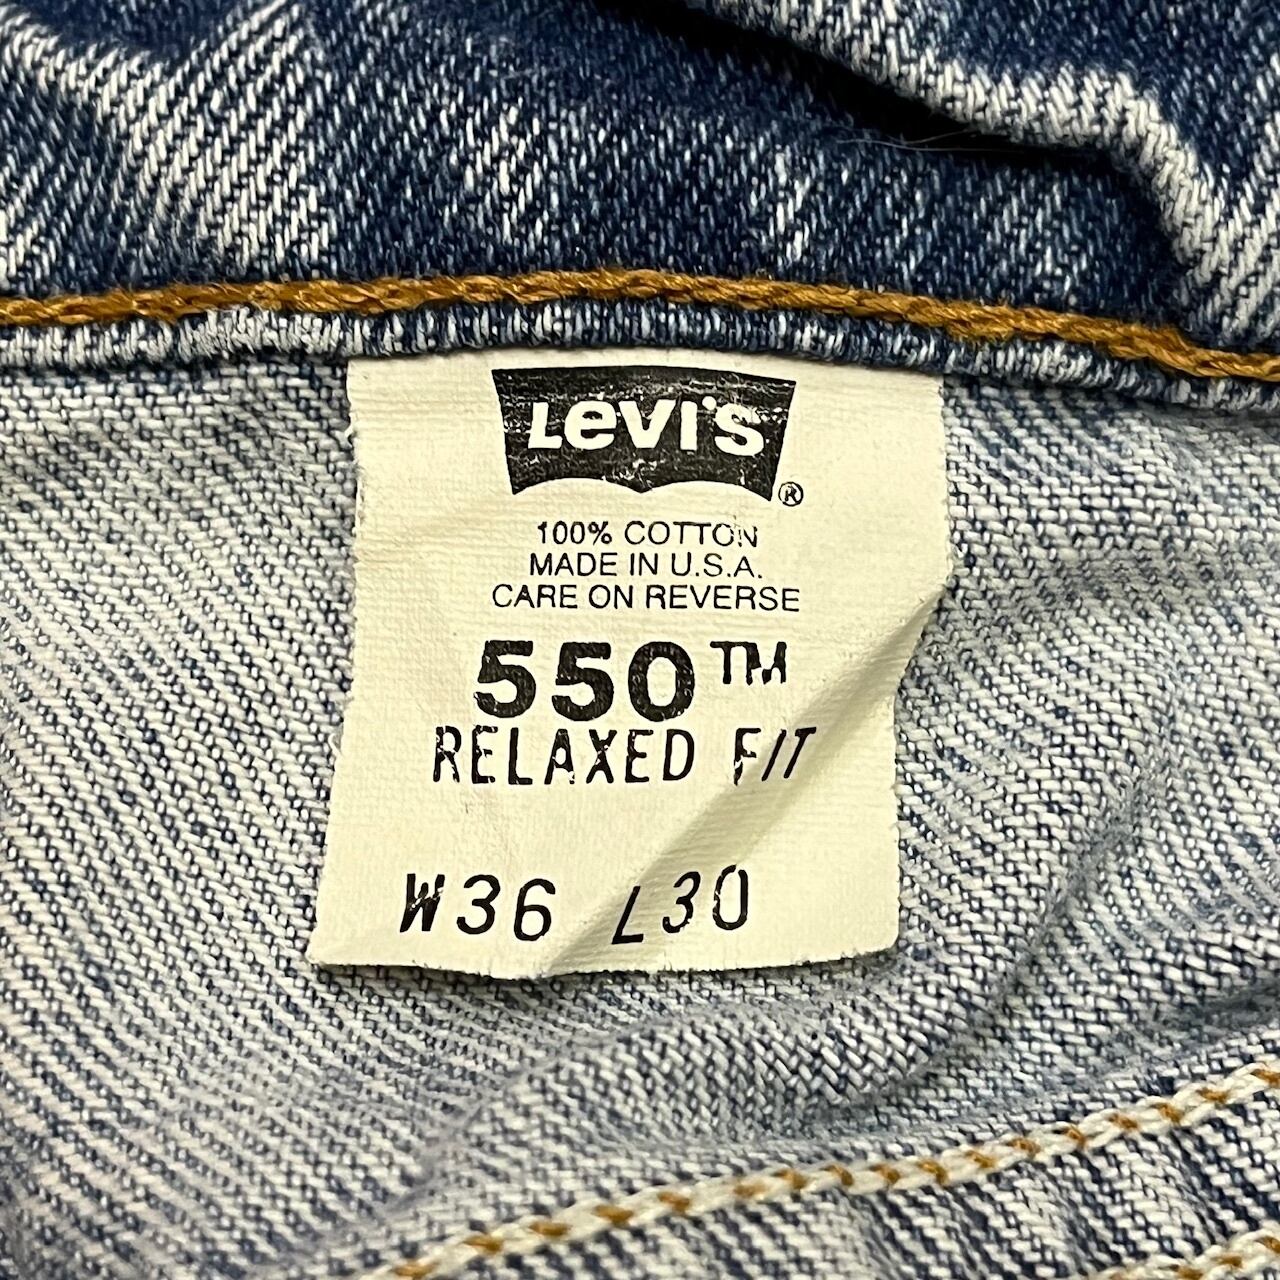 Levi's
®
100% COTTON
MADE IN U.S.A.
CARE ON REVERSE
550™
RELAXED FIT
W36 L30